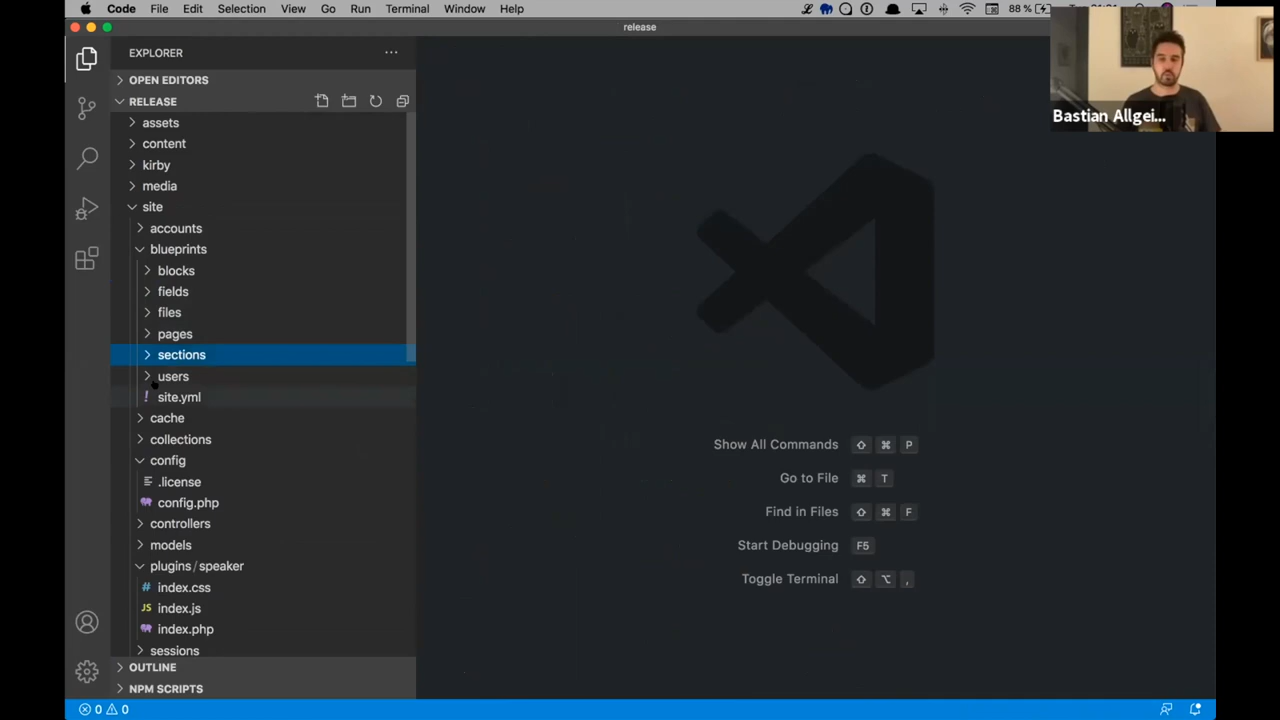 Code File Edit Selection View Go Run Terminal Window Help 88 %
release
EXPLORER
OPEN EDITORS
RELEASE
assets
content
kirby
media
site
accounts
blueprints
blocks
fields
files
pages
sections
users
! site.yml
cache
collections
config
.license
config.php
controllers
models
plugins/speaker
# index.css
JS index.js
index.php
sessions
OUTLINE
NPM SCRIPTS
0 0
Show All Commands ⇧ ⌘ P
Go to File ⌘ T
Find in Files ⇧ ⌘ F
Start Debugging F5
Toggle Terminal ⇧ ⌥ ,
Bastian Allgei...